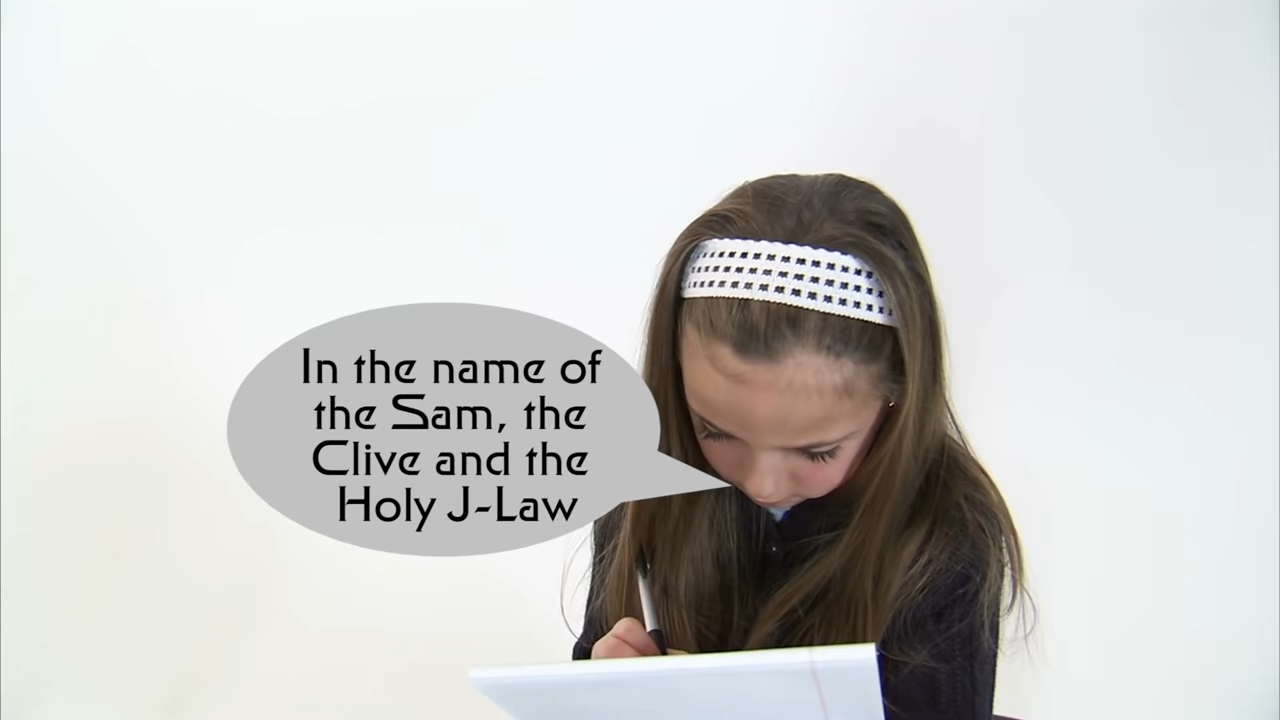 In the name of
the Sam, the
Clive and the
Holy J-Law